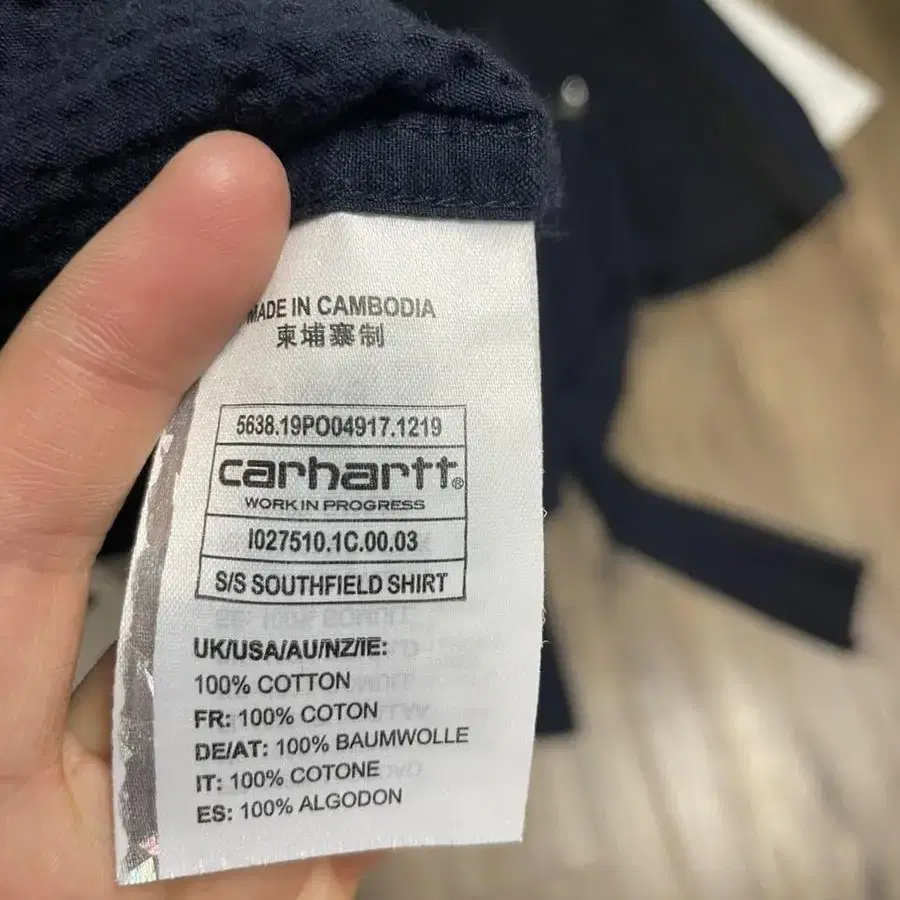 MADE IN CAMBODIA
柬埔寨制
5638.19PO04917.1219
carhartt®
WORK IN PROGRESS
I027510.1C.00.03
S/S SOUTHFIELD SHIRT
UK/USA/AU/NZ/IE:
100% COTTON
FR: 100% COTON
DE/AT: 100% BAUMWOLLE
IT: 100% COTONE
ES: 100% ALGODON